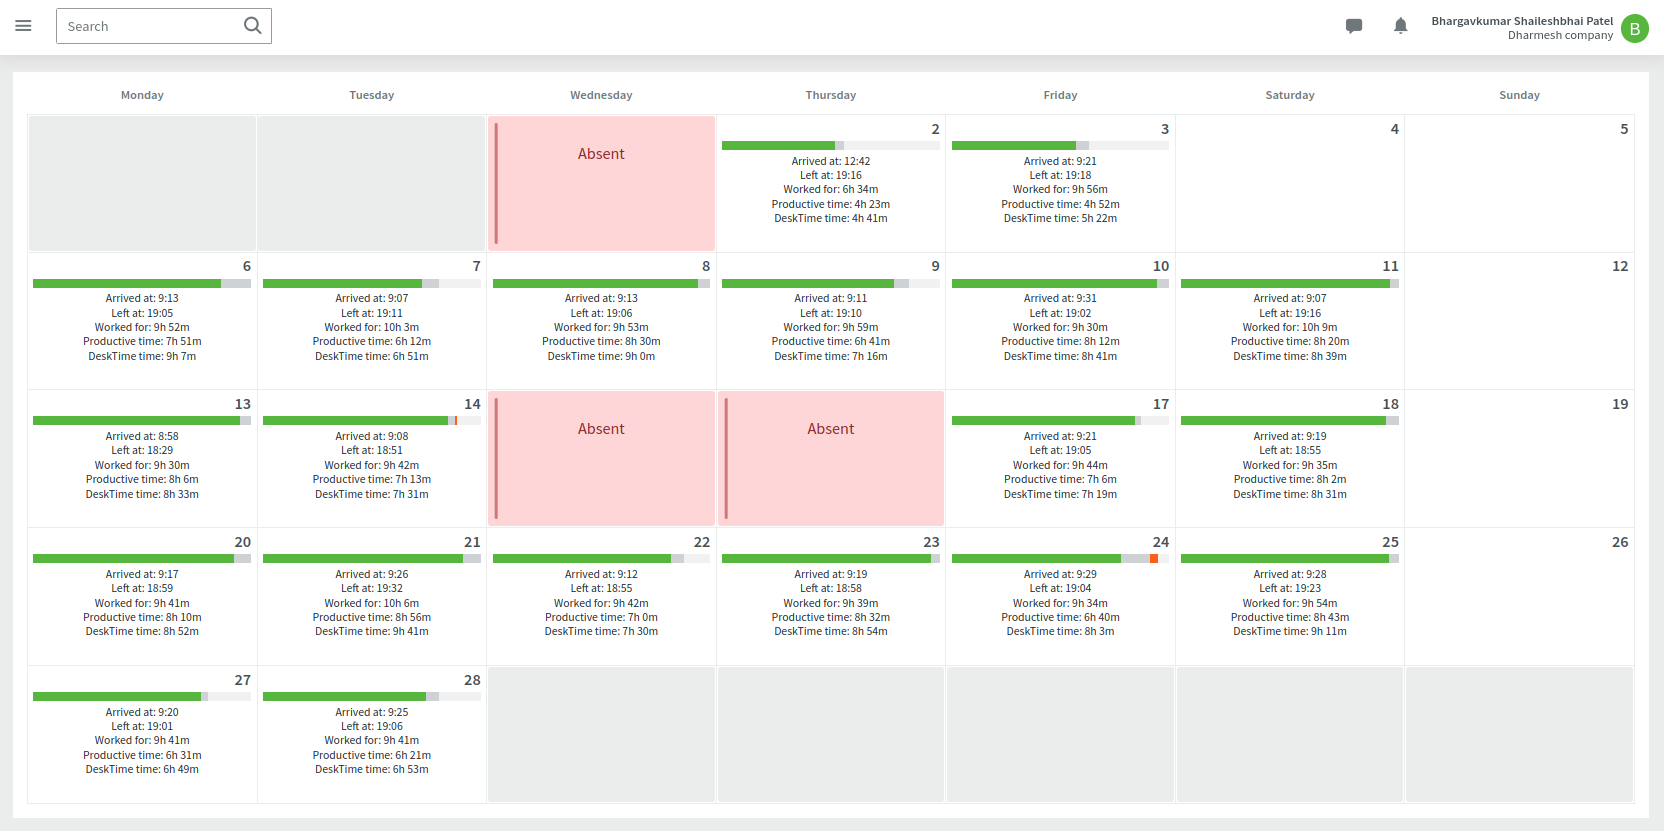 Search
Bhargavkumar Shaileshbhai Patel
Dharmesh company
B
Monday Tuesday Wednesday Thursday Friday Saturday Sunday
Absent
2
Arrived at: 12:42
Left at: 19:16
Worked for: 6h 34m
Productive time: 4h 23m
DeskTime time: 4h 41m
3
Arrived at: 9:21
Left at: 19:18
Worked for: 9h 56m
Productive time: 4h 52m
DeskTime time: 5h 22m
4
5
6
Arrived at: 9:13
Left at: 19:05
Worked for: 9h 52m
Productive time: 7h 51m
DeskTime time: 9h 7m
7
Arrived at: 9:07
Left at: 19:11
Worked for: 10h 3m
Productive time: 6h 12m
DeskTime time: 6h 51m
8
Arrived at: 9:13
Left at: 19:06
Worked for: 9h 53m
Productive time: 8h 30m
DeskTime time: 9h 0m
9
Arrived at: 9:11
Left at: 19:10
Worked for: 9h 59m
Productive time: 6h 41m
DeskTime time: 7h 16m
10
Arrived at: 9:31
Left at: 19:02
Worked for: 9h 30m
Productive time: 8h 12m
DeskTime time: 8h 41m
11
Arrived at: 9:07
Left at: 19:16
Worked for: 10h 9m
Productive time: 8h 20m
DeskTime time: 8h 39m
12
13
Arrived at: 8:58
Left at: 18:29
Worked for: 9h 30m
Productive time: 8h 6m
DeskTime time: 8h 33m
14
Arrived at: 9:08
Left at: 18:51
Worked for: 9h 42m
Productive time: 7h 13m
DeskTime time: 7h 31m
Absent
Absent
17
Arrived at: 9:21
Left at: 19:05
Worked for: 9h 44m
Productive time: 7h 6m
DeskTime time: 7h 19m
18
Arrived at: 9:19
Left at: 18:55
Worked for: 9h 35m
Productive time: 8h 2m
DeskTime time: 8h 31m
19
20
Arrived at: 9:17
Left at: 18:59
Worked for: 9h 41m
Productive time: 8h 10m
DeskTime time: 8h 52m
21
Arrived at: 9:26
Left at: 19:32
Worked for: 10h 6m
Productive time: 8h 56m
DeskTime time: 9h 41m
22
Arrived at: 9:12
Left at: 18:55
Worked for: 9h 42m
Productive time: 7h 0m
DeskTime time: 7h 30m
23
Arrived at: 9:19
Left at: 18:58
Worked for: 9h 39m
Productive time: 8h 32m
DeskTime time: 8h 54m
24
Arrived at: 9:29
Left at: 19:04
Worked for: 9h 34m
Productive time: 6h 40m
DeskTime time: 8h 3m
25
Arrived at: 9:28
Left at: 19:23
Worked for: 9h 54m
Productive time: 8h 43m
DeskTime time: 9h 11m
26
27
Arrived at: 9:20
Left at: 19:01
Worked for: 9h 41m
Productive time: 6h 31m
DeskTime time: 6h 49m
28
Arrived at: 9:25
Left at: 19:06
Worked for: 9h 41m
Productive time: 6h 21m
DeskTime time: 6h 53m